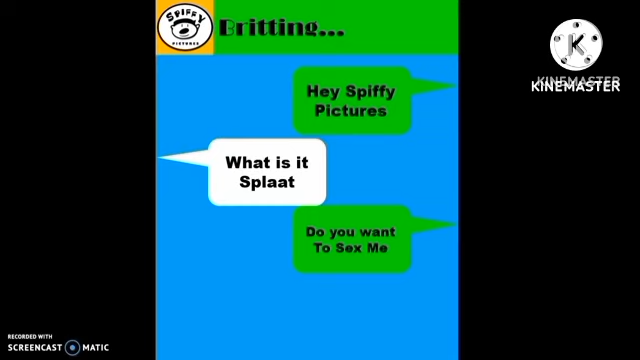 SPIFFY
PICTURES
Britting...
Hey Spiffy
Pictures
What is it
Splaat
Do you want
To Sex Me
KINEMASTER
KINEMASTER
RECORDED WITH
SCREENCAST MATIC